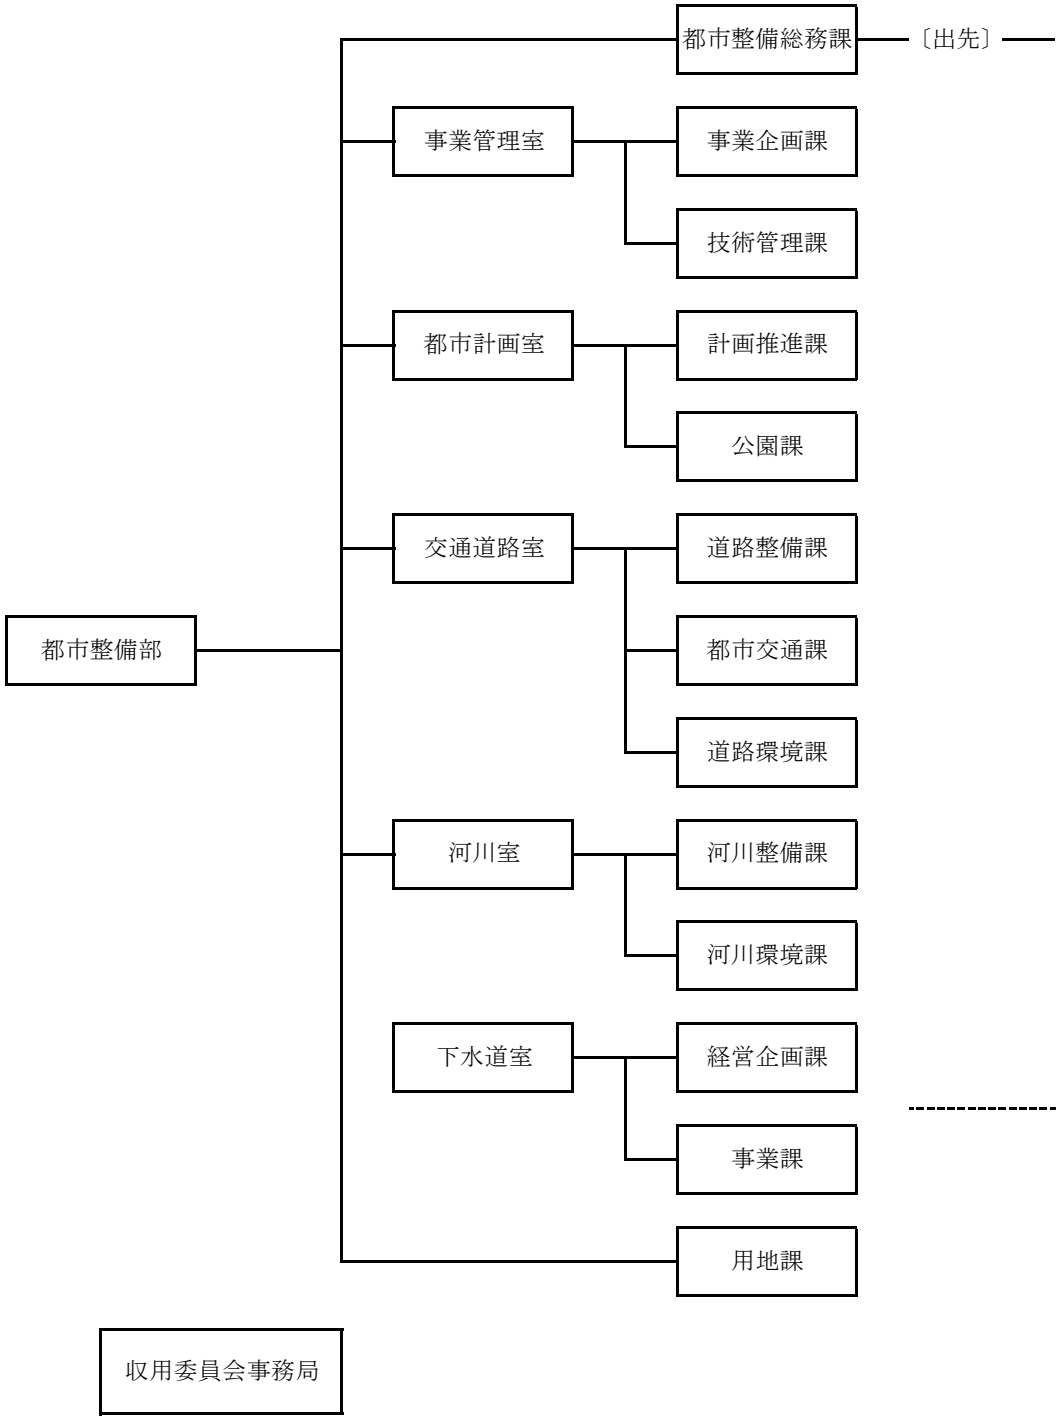 都市整備総務課
〔出先〕
事業管理室
事業企画課
技術管理課
都市計画室
計画推進課
公園課
交通道路室
道路整備課
都市整備部
都市交通課
道路環境課
河川室
河川整備課
河川環境課
下水道室
経営企画課
事業課
用地課
収用委員会事務局